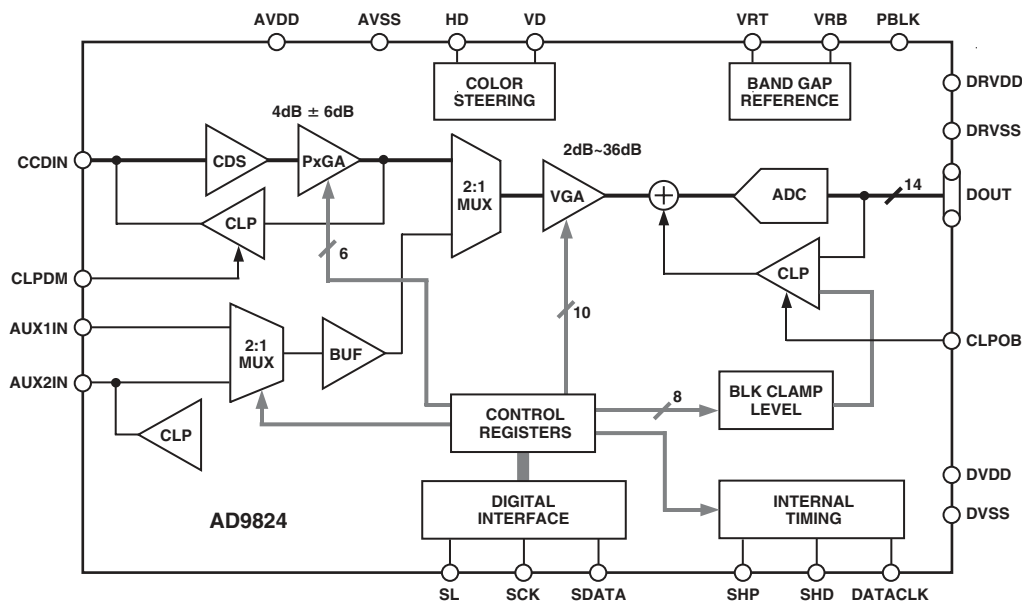 AVDD AVSS HD VD VRT VRB PBLK
COLOR
STEERING
BAND GAP
REFERENCE
DRVDD
4dB ± 6dB
DRVSS
2dB~36dB
CCDIN
CDS
PxGA
2:1
MUX
VGA
ADC
14
DOUT
CLP
6
CLP
CLPDM
10
AUX1IN
2:1
MUX
BUF
CLPOB
AUX2IN
8
BLK CLAMP
LEVEL
CONTROL
REGISTERS
CLP
DVDD
DIGITAL
INTERFACE
INTERNAL
TIMING
AD9824
DVSS
SL SCK SDATA SHP SHD DATACLK